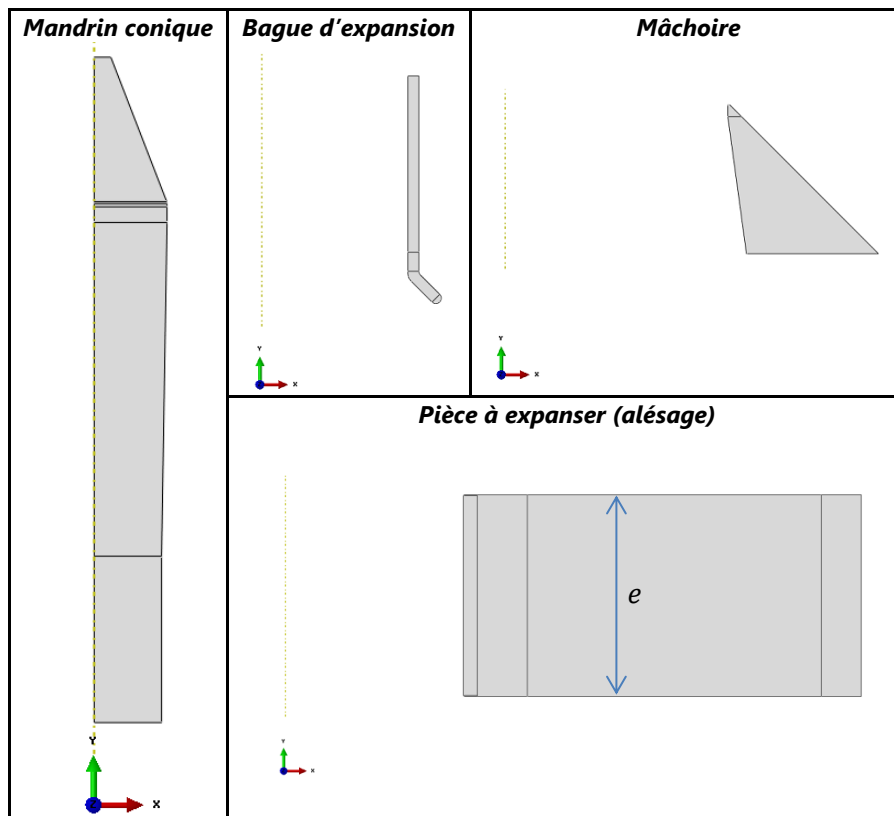 Mandrin conique
Bague d’expansion
Mâchoire
Y
X
Z
Y
X
Y
X
Pièce à expanser (alésage)
e
Y
X